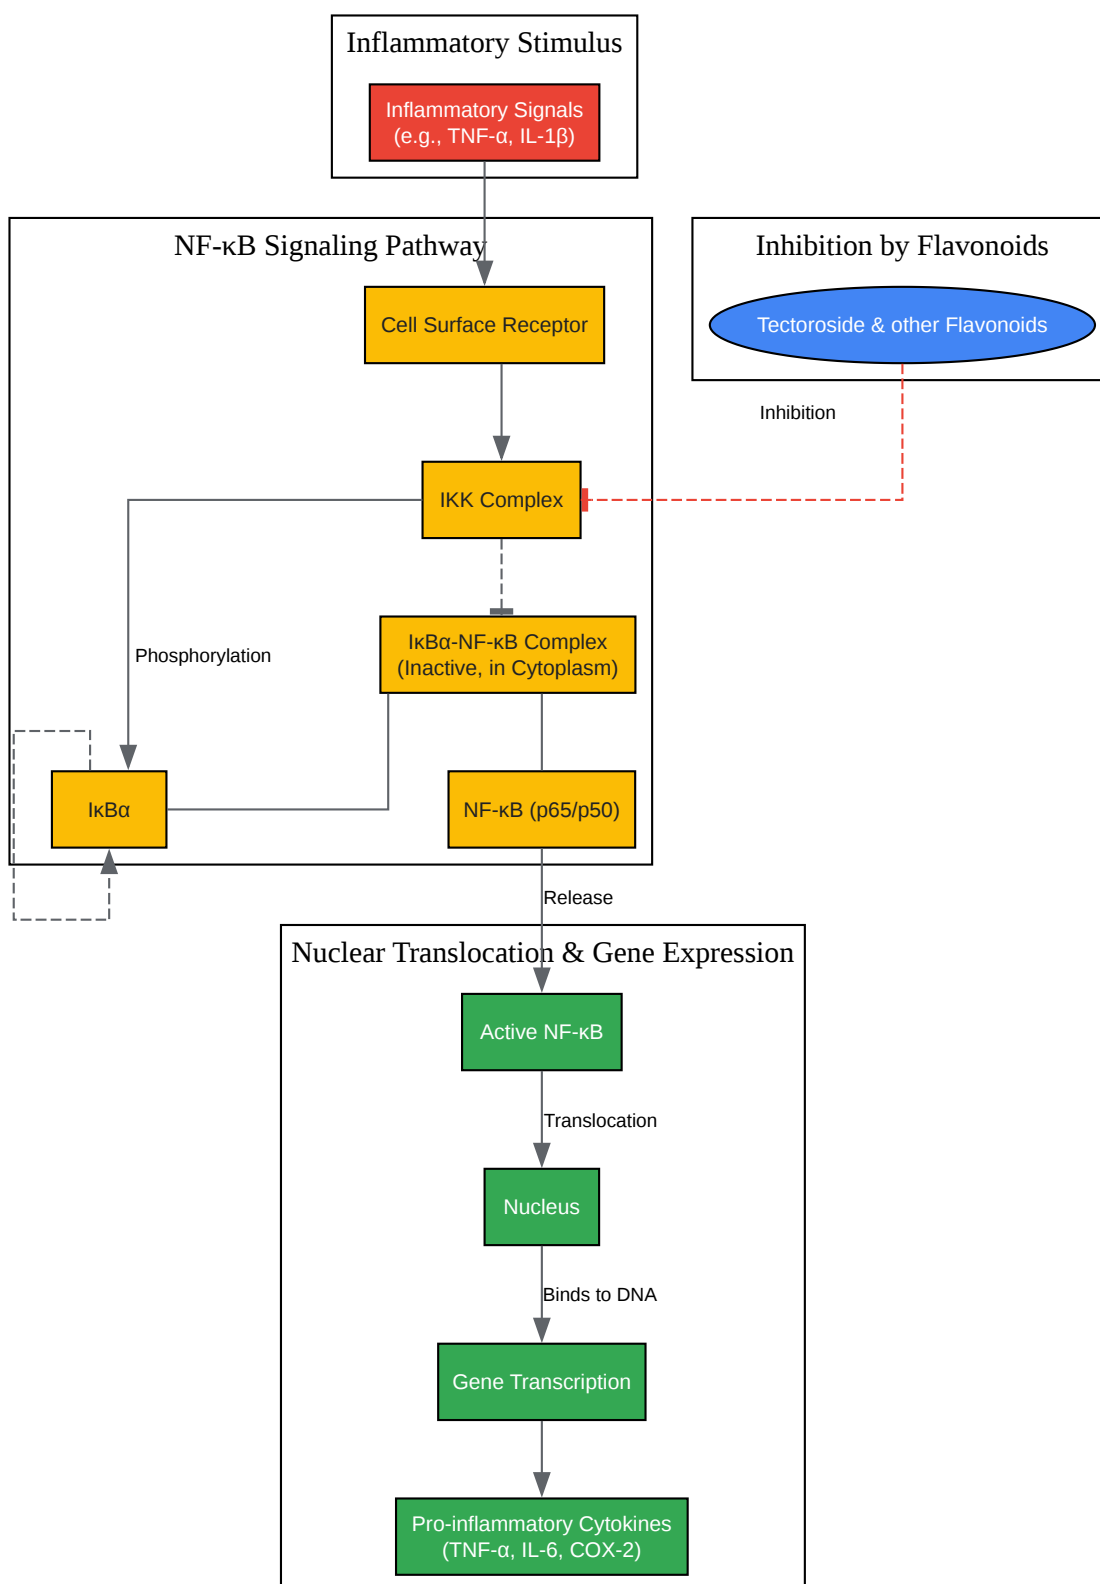 Inflammatory Stimulus
Inflammatory Signals
(e.g., TNF-α, IL-1β)
NF-κB Signaling Pathway
Inhibition by Flavonoids
Cell Surface Receptor
Tectoroside & other Flavonoids
Inhibition
IKK Complex
Phosphorylation
IκBα-NF-κB Complex
(Inactive, in Cytoplasm)
IκBα
NF-κB (p65/p50)
Release
Nuclear Translocation & Gene Expression
Active NF-κB
Translocation
Nucleus
Binds to DNA
Gene Transcription
Pro-inflammatory Cytokines
(TNF-α, IL-6, COX-2)